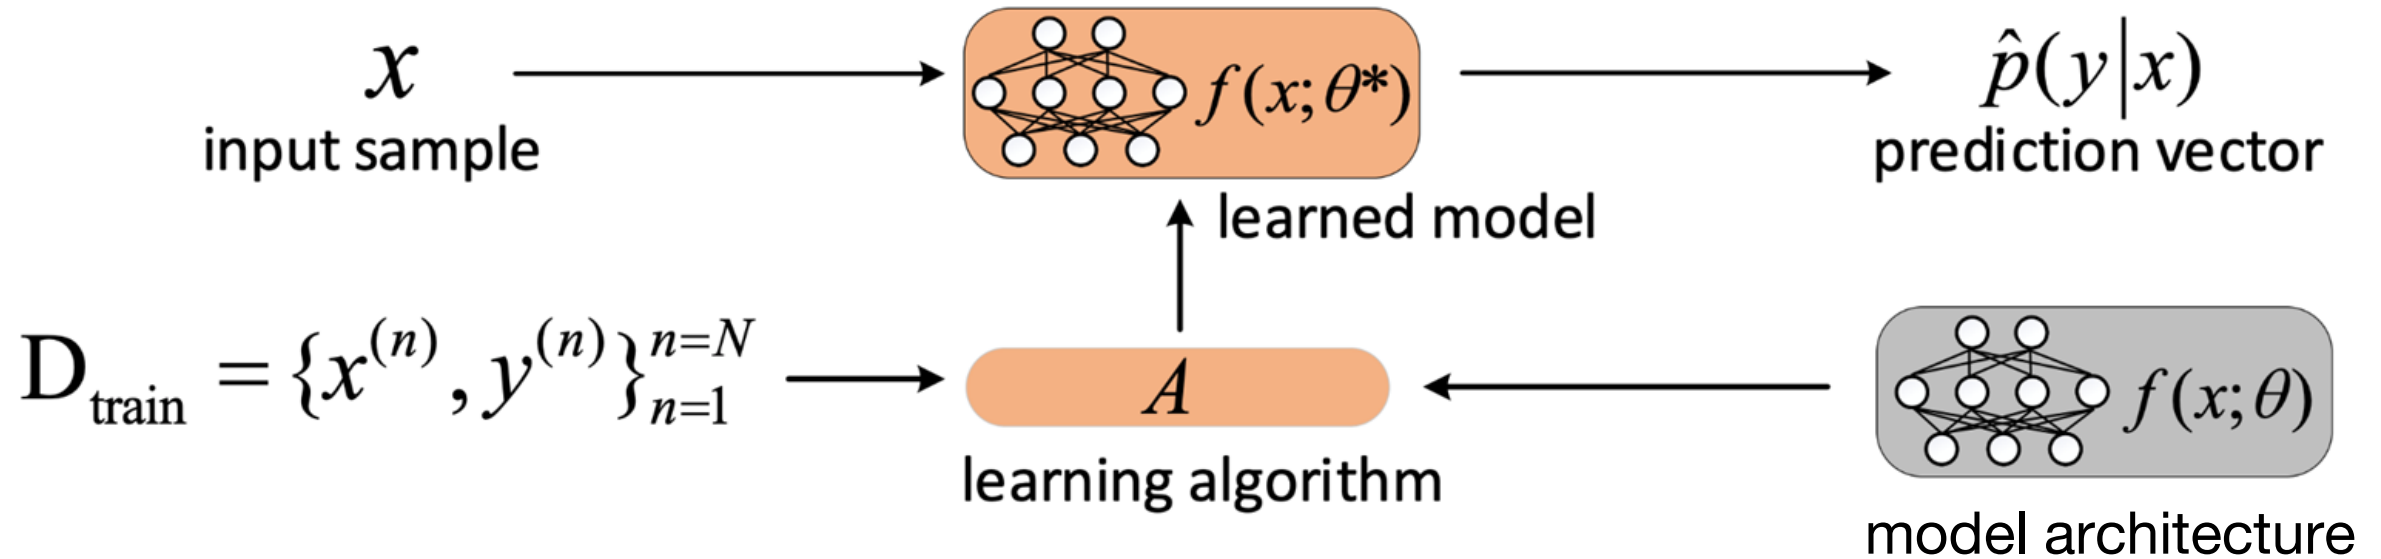 x
input sample
f(x;θ*)
learned model
p̂(y|x)
prediction vector
D_train = {x^(n), y^(n)}_{n=1}^{n=N}
A
learning algorithm
f(x;θ)
model architecture